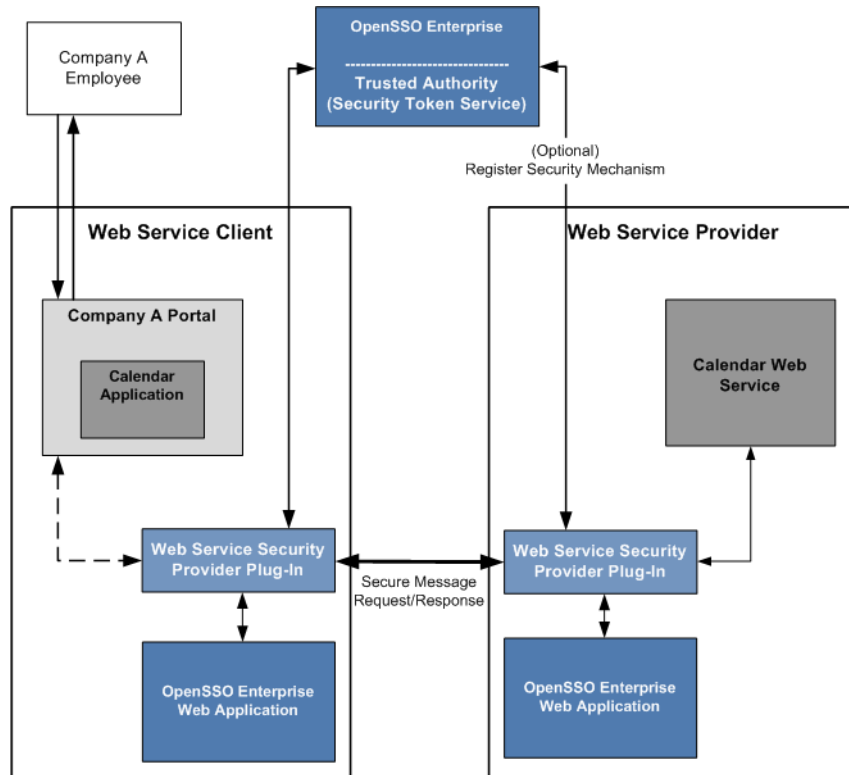 Company A
Employee
OpenSSO Enterprise
--------------------------------
Trusted Authority
(Security Token Service)
(Optional)
Register Security Mechanism
Web Service Client
Web Service Provider
Company A Portal
Calendar
Application
Calendar Web
Service
Web Service Security
Provider Plug-In
Secure Message
Request/Response
Web Service Security
Provider Plug-In
OpenSSO Enterprise
Web Application
OpenSSO Enterprise
Web Application